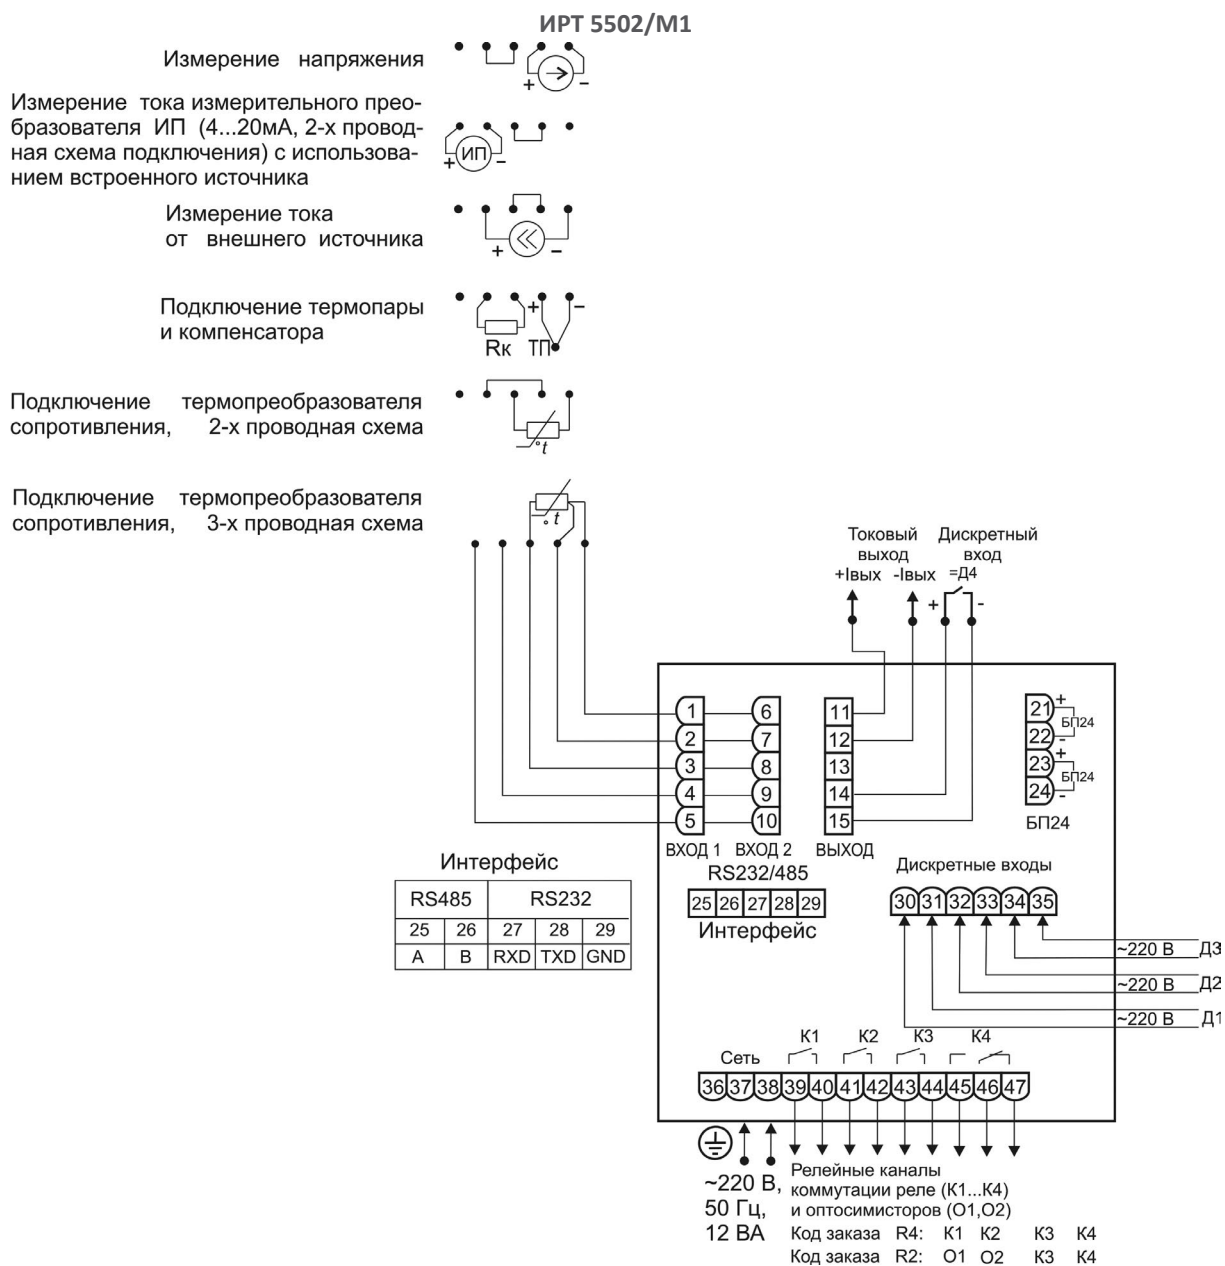 ИРТ 5502/М1
Измерение напряжения
+ −
Измерение тока измерительного прео-
бразователя ИП (4...20мА, 2-х провод-
ная схема подключения) с использова-
нием встроенного источника
+ ИП −
Измерение тока
от внешнего источника
+ −
Подключение термопары
и компенсатора
+ −
Rк ТП
Подключение термопреобразователя
сопротивления, 2-х проводная схема
°t
Подключение термопреобразователя
сопротивления, 3-х проводная схема
°t
Токовый Дискретный
выход вход
+Iвых -Iвых =Д4
+ -
1 6 11 21 +
БП24
2 7 12 22 -
3 8 13 23 +
БП24
4 9 14 24 -
5 10 15 БП24
ВХОД 1 ВХОД 2 ВЫХОД
RS232/485
25 26 27 28 29
Интерфейс
Дискретные входы
30 31 32 33 34 35
Интерфейс
RS485 RS232
25 26 27 28 29
A B RXD TXD GND
~220 В Д3
~220 В Д2
~220 В Д1
К1 К2 К3 К4
Сеть
36 37 38 39 40 41 42 43 44 45 46 47
~220 В,
50 Гц,
12 ВА
Релейные каналы
коммутации реле (К1...К4)
и оптосимисторов (О1,О2)
Код заказа R4: К1 К2 К3 К4
Код заказа R2: О1 О2 К3 К4